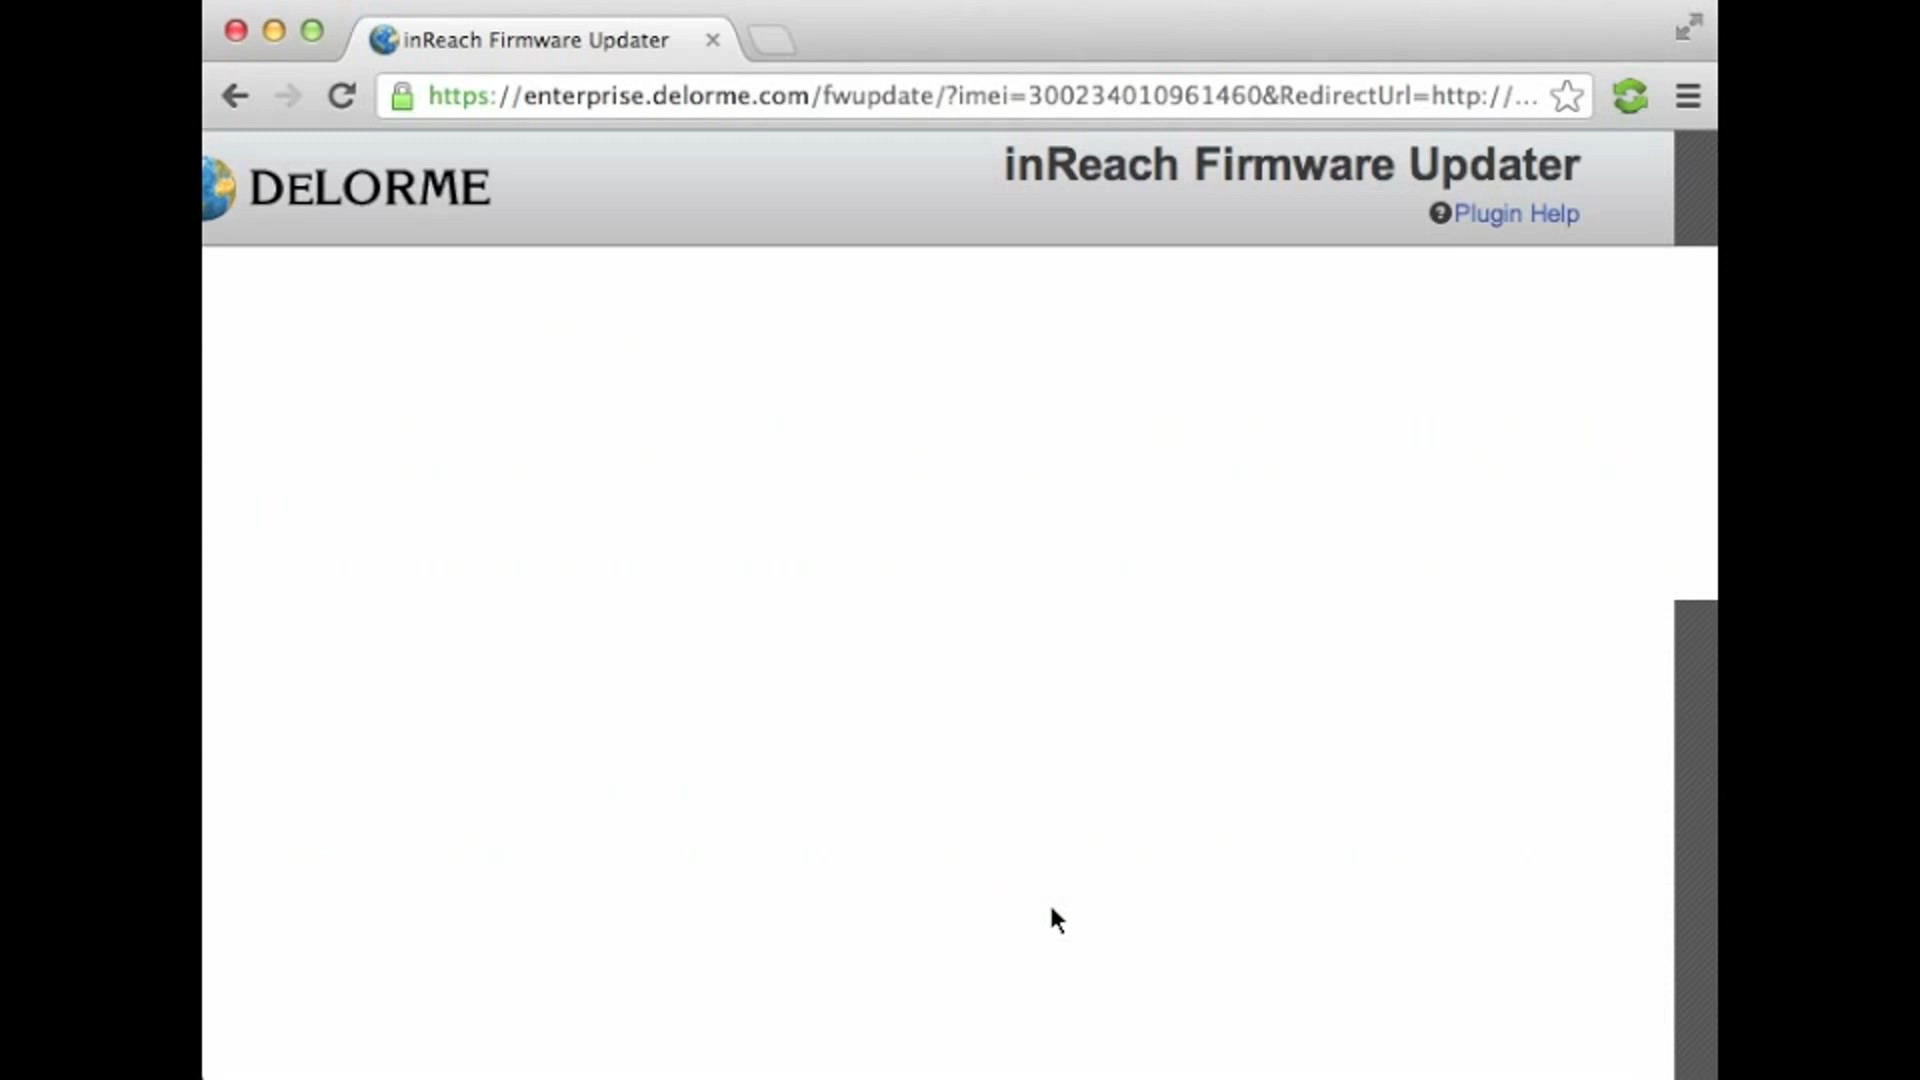 inReach Firmware Updater
https://enterprise.delorme.com/fwupdate/?imei=300234010961460&RedirectUrl=http://...
DELORME
inReach Firmware Updater
Plugin Help